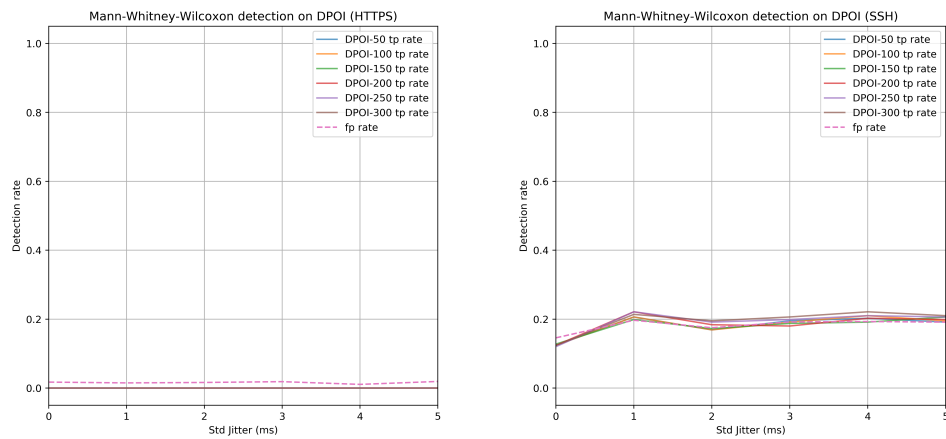 Mann-Whitney-Wilcoxon detection on DPOI (HTTPS)
1.0
0.8
0.6
0.4
0.2
0.0
Detection rate
DPOI-50 tp rate
DPOI-100 tp rate
DPOI-150 tp rate
DPOI-200 tp rate
DPOI-250 tp rate
DPOI-300 tp rate
fp rate
0 1 2 3 4 5
Std Jitter (ms)
Mann-Whitney-Wilcoxon detection on DPOI (SSH)
1.0
0.8
0.6
0.4
0.2
0.0
Detection rate
DPOI-50 tp rate
DPOI-100 tp rate
DPOI-150 tp rate
DPOI-200 tp rate
DPOI-250 tp rate
DPOI-300 tp rate
fp rate
0 1 2 3 4 5
Std Jitter (ms)